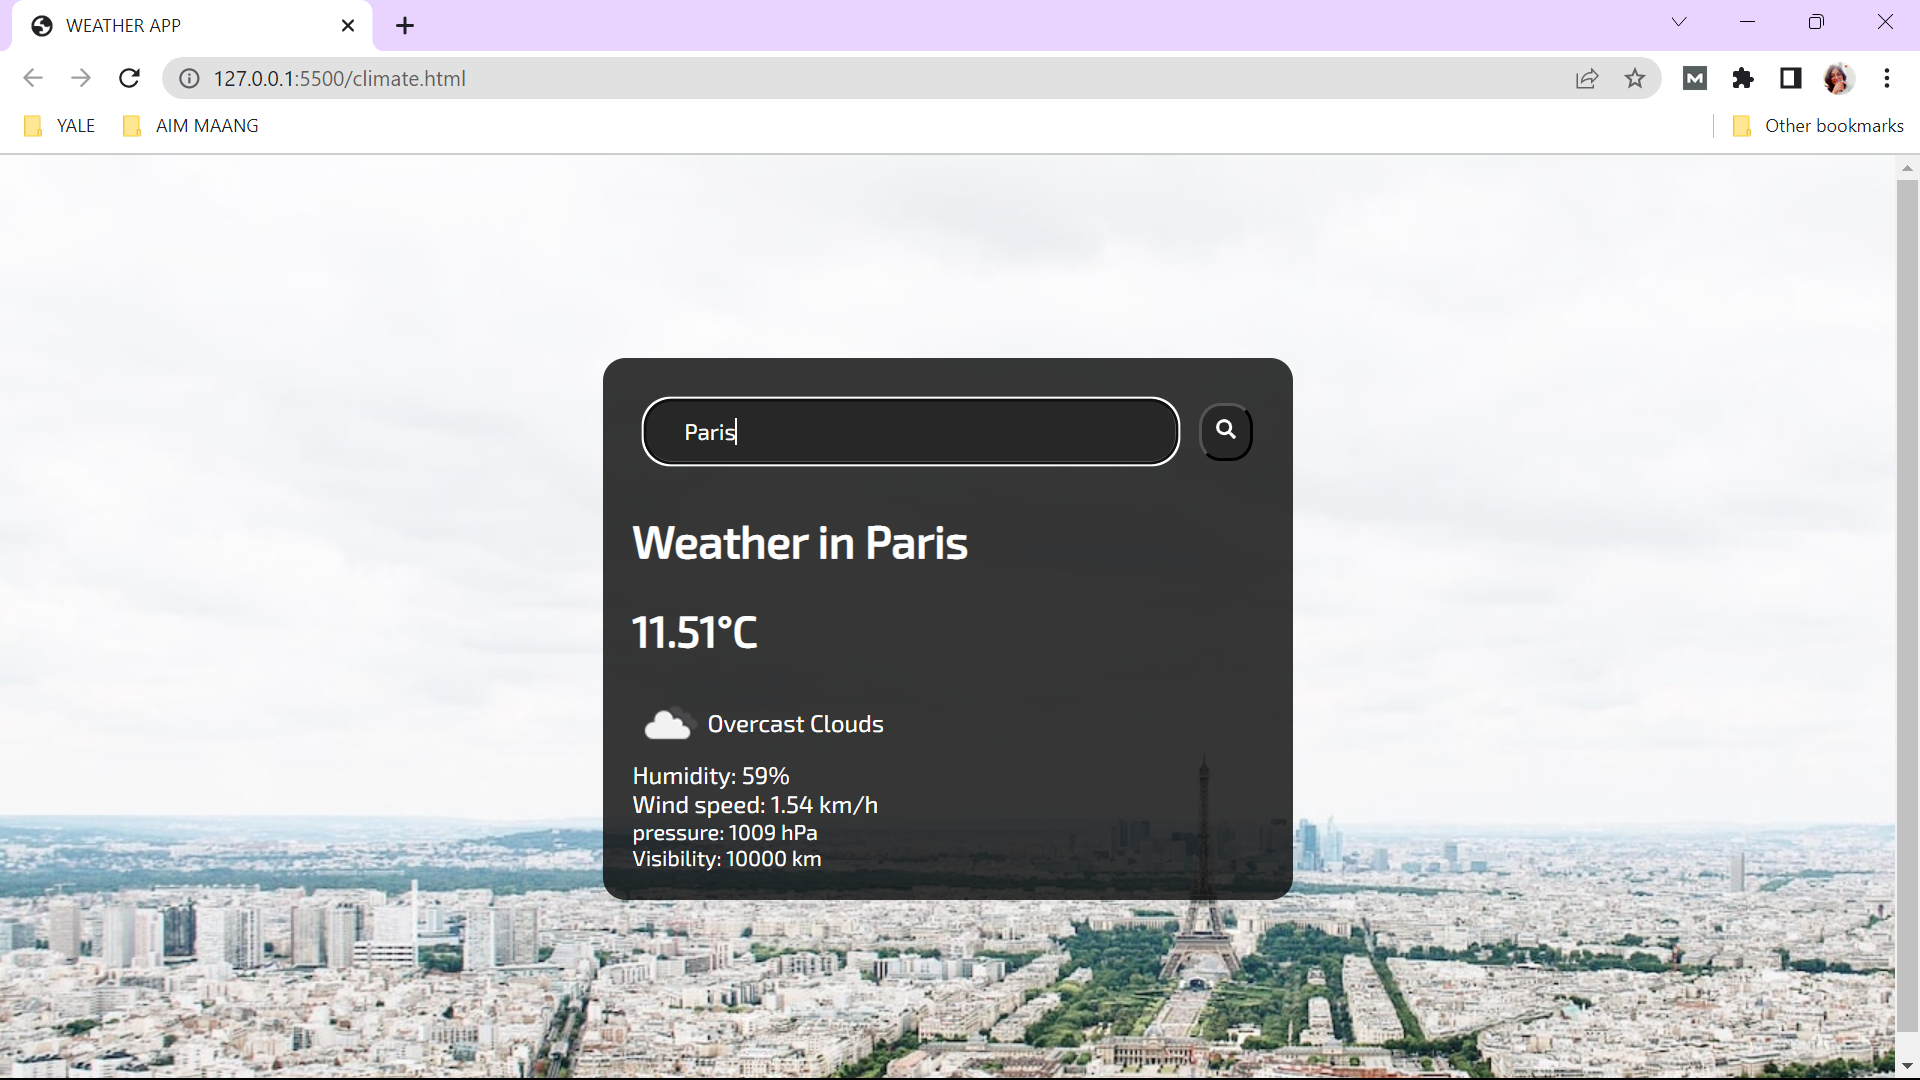 WEATHER APP
127.0.0.1:5500/climate.html
M
YALE
AIM MAANG
Other bookmarks
Paris
Weather in Paris
11.51°C
Overcast Clouds
Humidity: 59%
Wind speed: 1.54 km/h
pressure: 1009 hPa
Visibility: 10000 km